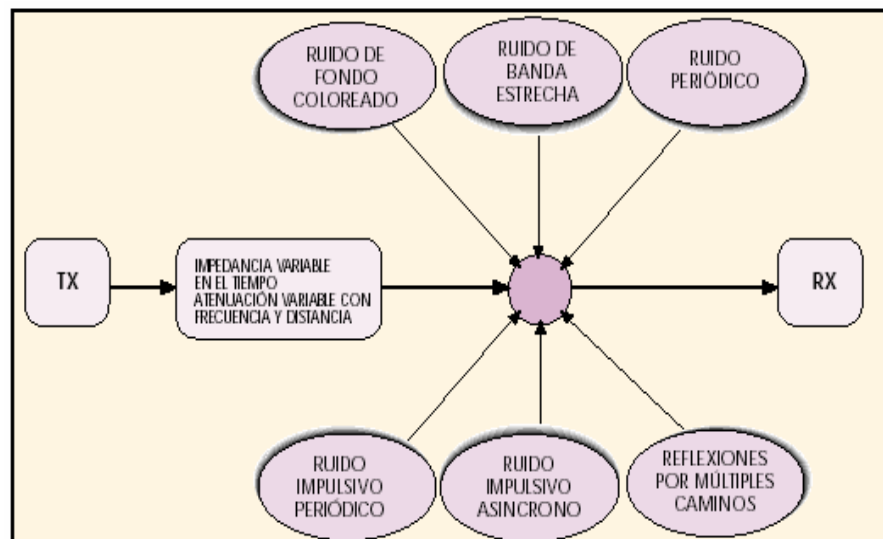 RUIDO DE
FONDO
COLOREADO
RUIDO DE
BANDA
ESTRECHA
RUIDO
PERIÓDICO
TX
IMPEDANCIA VARIABLE
EN EL TIEMPO
ATENUACIÓN VARIABLE CON
FRECUENCIA Y DISTANCIA
RX
RUIDO
IMPULSIVO
PERIÓDICO
RUIDO
IMPULSIVO
ASINCRONO
REFLEXIONES
POR MÚLTIPLES
CAMINOS